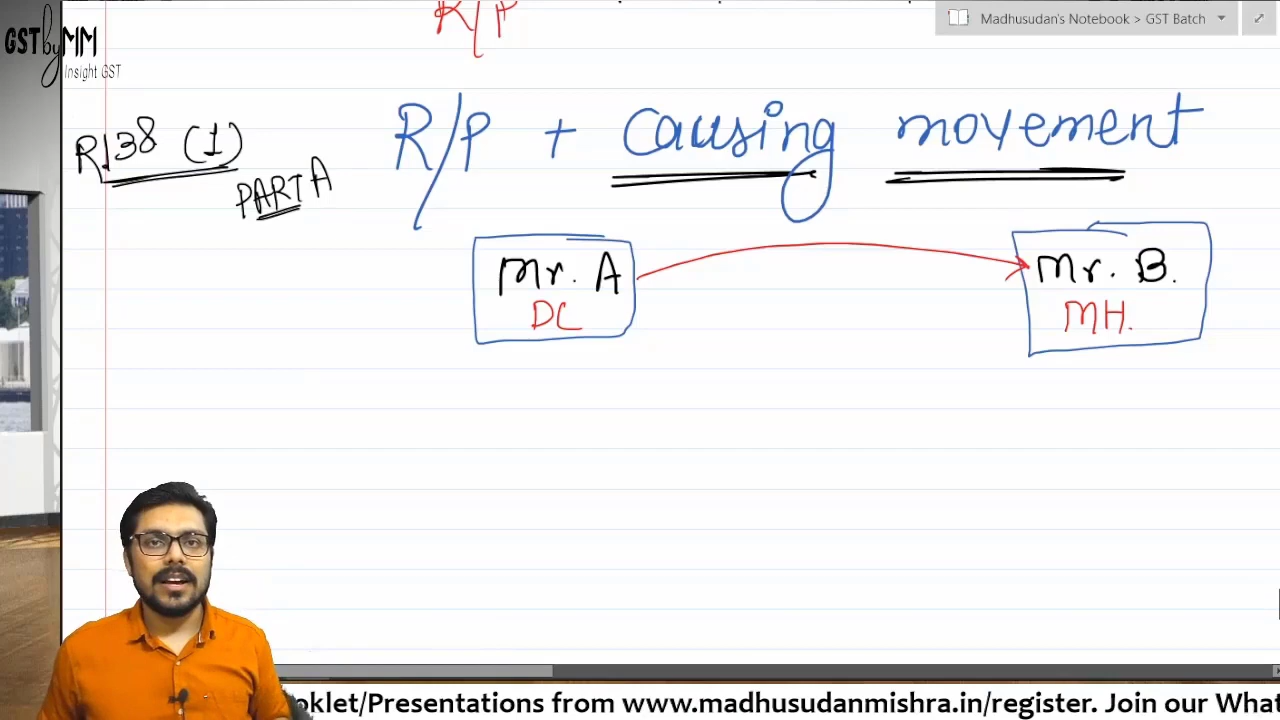 R/P
Madhusudan's Notebook > GST Batch
GST by MM
Insight GST
R138 (1)
PART A
R/P + causing movement
Mr. A
DL
Mr. B.
MH.
oklet/Presentations from www.madhusudanmishra.in/register. Join our What